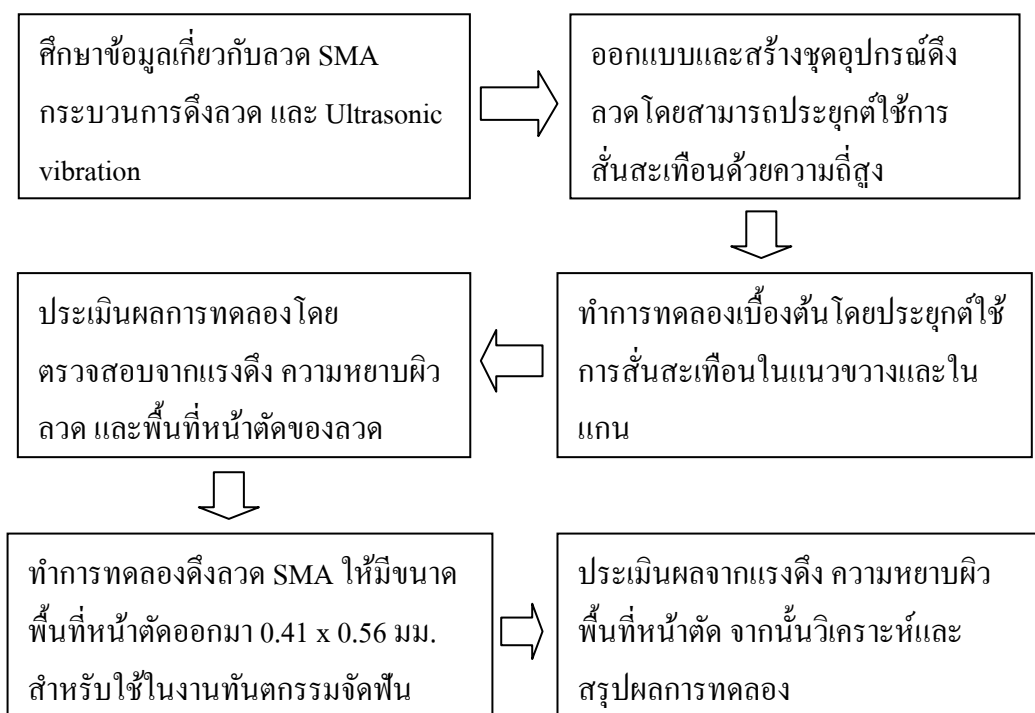 ศึกษาข้อมูลเกี่ยวกับลวด SMA
กระบวนการดึงลวด และ Ultrasonic
vibration
ออกแบบและสร้างชุดอุปกรณ์ดึง
ลวดโดยสามารถประยุกต์ใช้การ
สั่นสะเทือนด้วยความถี่สูง
ทำการทดลองเบื้องต้นโดยประยุกต์ใช้
การสั่นสะเทือนในแนวขวางและใน
แกน
ประเมินผลการทดลองโดย
ตรวจสอบจากแรงดึง ความหยาบผิว
ลวด และพื้นที่หน้าตัดของลวด
ทำการทดลองดึงลวด SMA ให้มีขนาด
พื้นที่หน้าตัดออกมา 0.41 x 0.56 มม.
สำหรับใช้ในงานทันตกรรมจัดฟัน
ประเมินผลจากแรงดึง ความหยาบผิว
พื้นที่หน้าตัด จากนั้นวิเคราะห์และ
สรุปผลการทดลอง